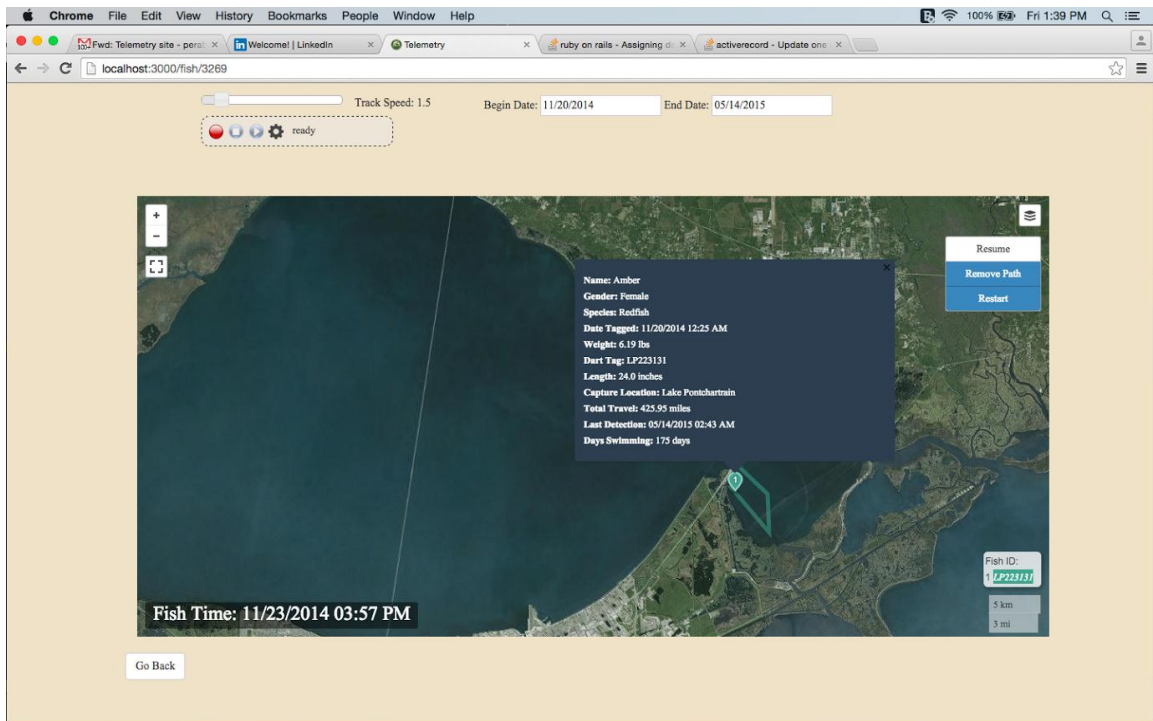 Chrome File Edit View History Bookmarks People Window Help 100% Fri 1:39 PM
Fwd: Telemetry site - pera Welcome! | LinkedIn Telemetry ruby on rails - Assigning d activerecord - Update one
localhost:3000/fish/3269
Track Speed: 1.5 Begin Date: 11/20/2014 End Date: 05/14/2015
ready
+
-
Resume
Remove Path
Restart
Name: Amber
Gender: Female
Species: Redfish
Date Tagged: 11/20/2014 12:25 AM
Weight: 6.19 lbs
Dart Tag: LP223131
Length: 24.0 inches
Capture Location: Lake Pontchartrain
Total Travel: 425.95 miles
Last Detection: 05/14/2015 02:43 AM
Days Swimming: 175 days
1
Fish ID:
1 LP223131
5 km
3 mi
Fish Time: 11/23/2014 03:57 PM
Go Back